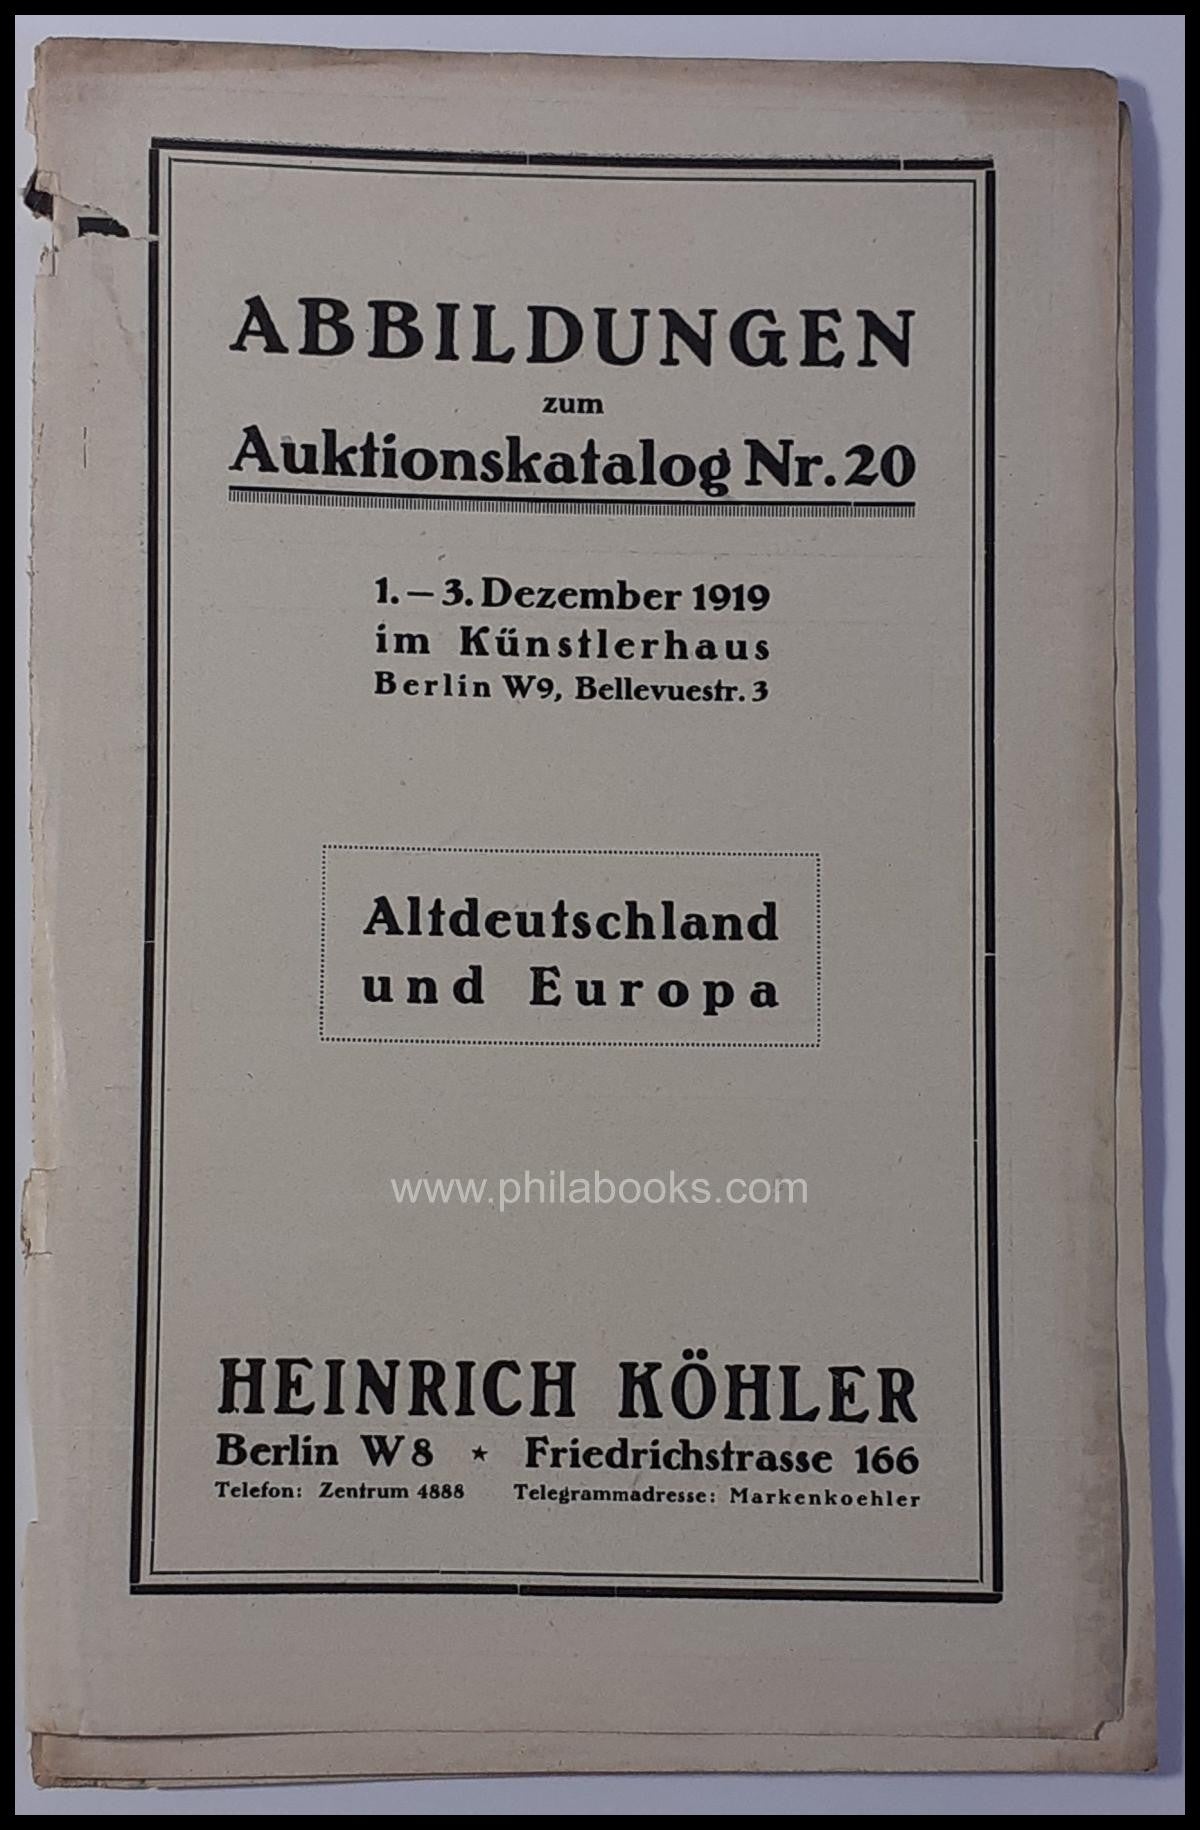 ABBILDUNGEN
zum
Auktionskatalog Nr. 20
1. – 3. Dezember 1919
im Künstlerhaus
Berlin W9, Bellevuestr. 3
Altdeutschland
und Europa
www.philabooks.com
HEINRICH KÖHLER
Berlin W 8 ★ Friedrichstrasse 166
Telefon: Zentrum 4888 Telegrammadresse: Markenkoehler